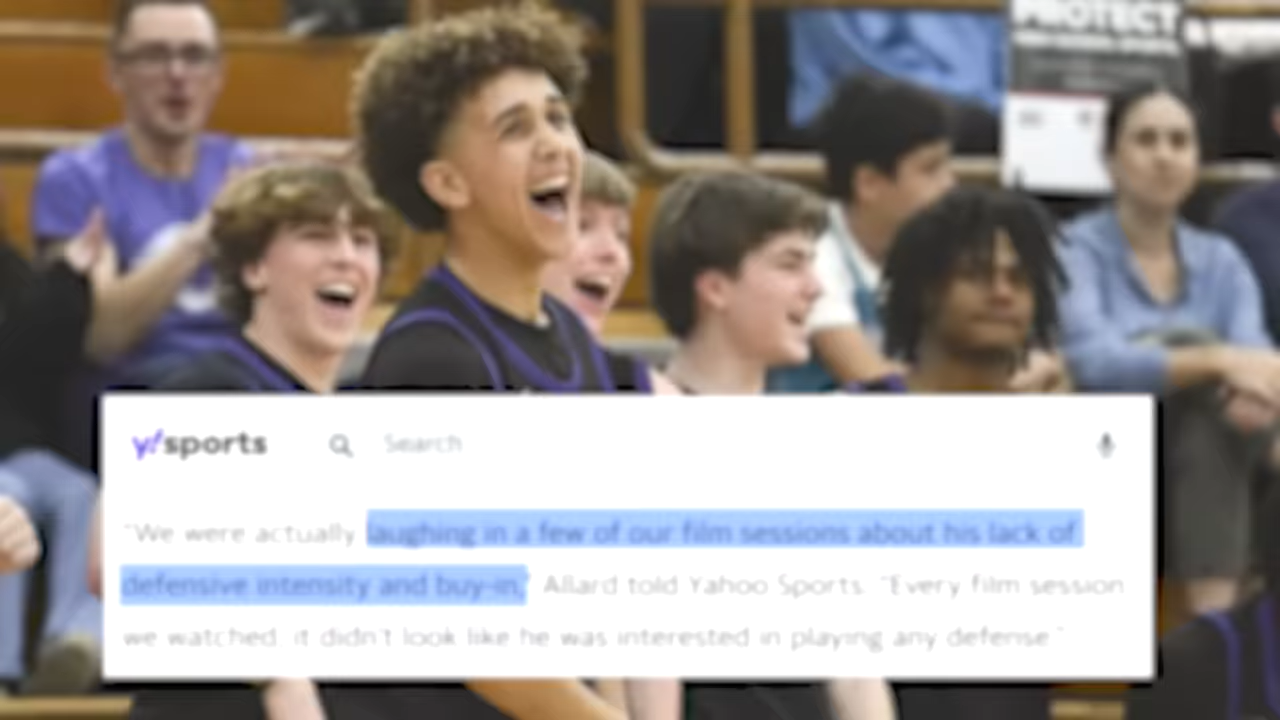 PROTECT
y!sports
Search
"We were actually laughing in a few of our film sessions about his lack of
defensive intensity and buy-in," Allard told Yahoo Sports. "Every film session
we watched, it didn't look like he was interested in playing any defense."